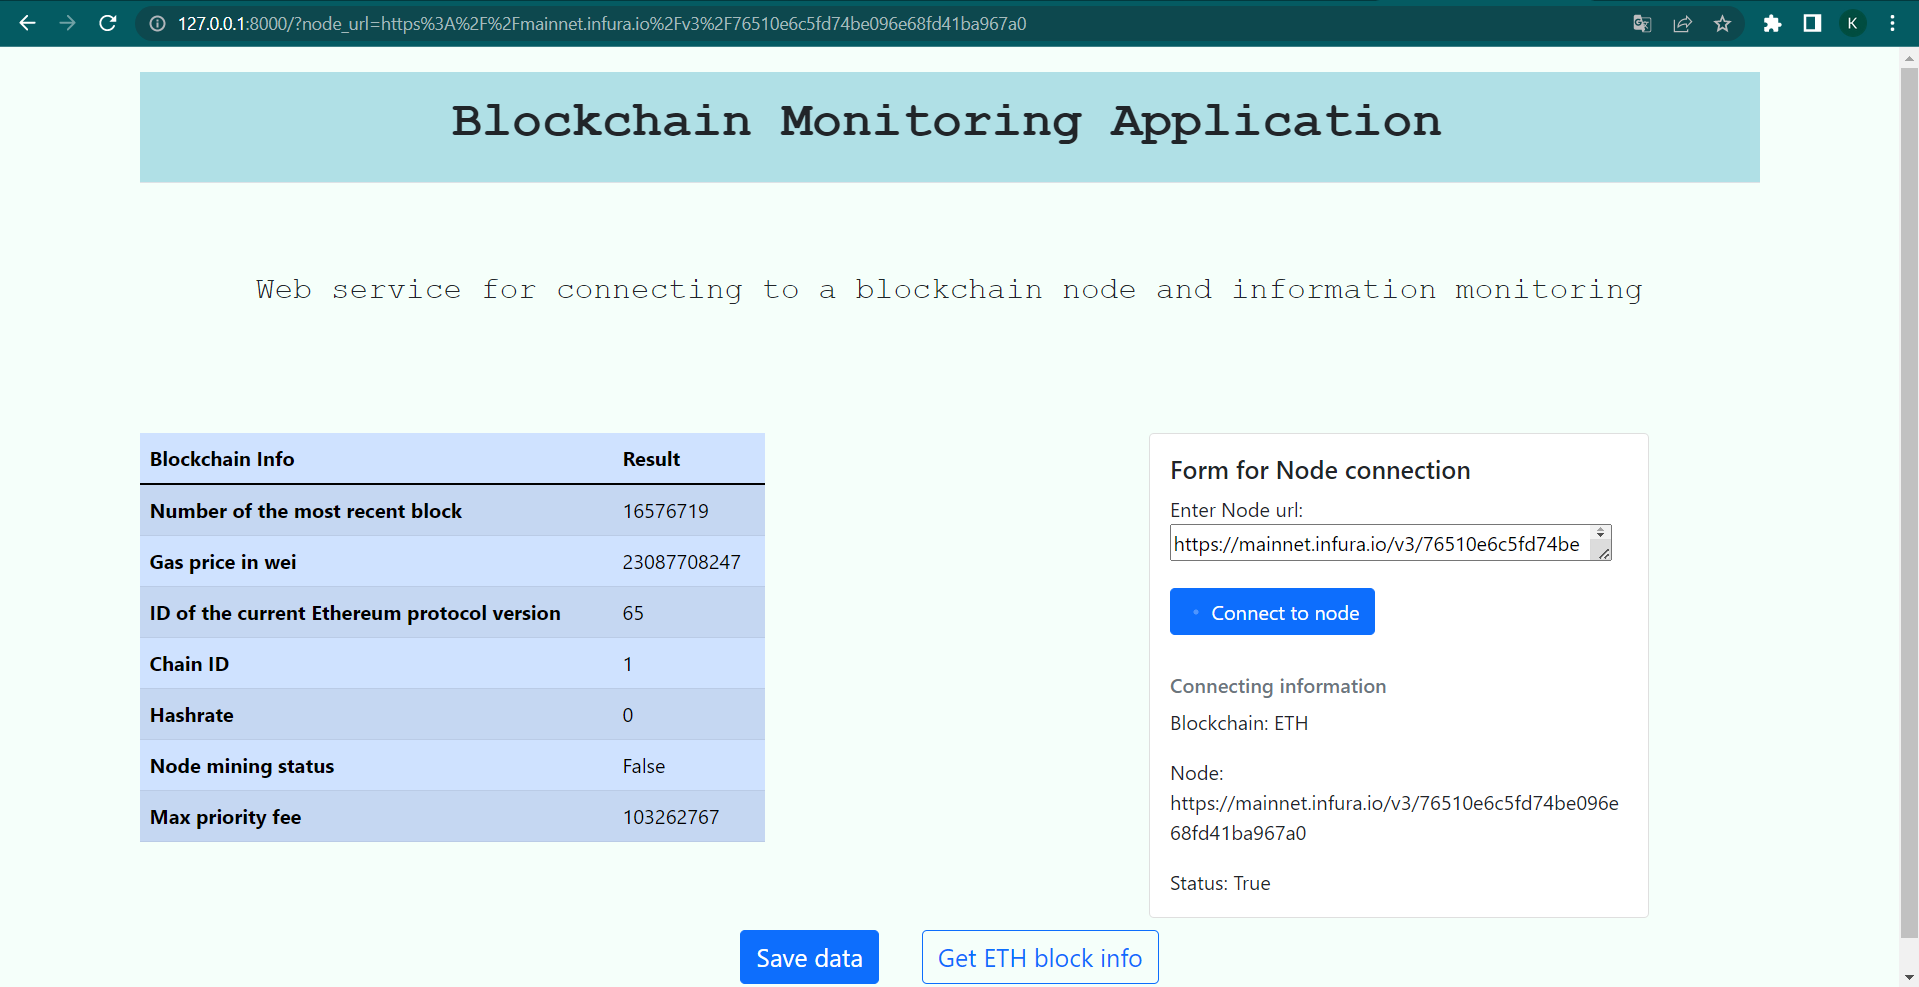 127.0.0.1:8000/?node_url=https%3A%2F%2Fmainnet.infura.io%2Fv3%2F76510e6c5fd74be096e68fd41ba967a0
K
Blockchain Monitoring Application
Web service for connecting to a blockchain node and information monitoring
Blockchain Info Result
Number of the most recent block 16576719
Gas price in wei 23087708247
ID of the current Ethereum protocol version 65
Chain ID 1
Hashrate 0
Node mining status False
Max priority fee 103262767
Form for Node connection
Enter Node url:
https://mainnet.infura.io/v3/76510e6c5fd74be
Connect to node
Connecting information
Blockchain: ETH
Node:
https://mainnet.infura.io/v3/76510e6c5fd74be096e
68fd41ba967a0
Status: True
Save data
Get ETH block info